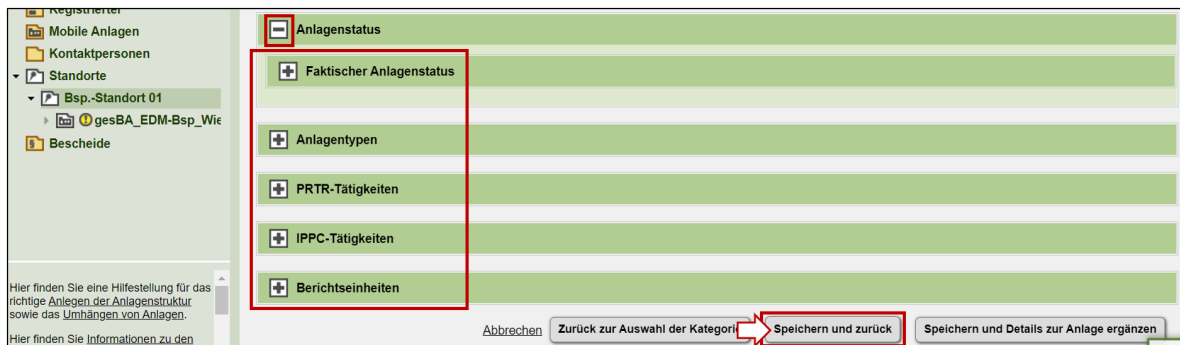 Registrierter
Mobile Anlagen
Kontaktpersonen
Standorte
Bsp.-Standort 01
gesBA_EDM-Bsp_Wie
Bescheide
Hier finden Sie eine Hilfestellung für das
richtige Anlegen der Anlagenstruktur
sowie das Umhängen von Anlagen.
Hier finden Sie Informationen zu den
Anlagenstatus
Faktischer Anlagenstatus
Anlagentypen
PRTR-Tätigkeiten
IPPC-Tätigkeiten
Berichtseinheiten
Abbrechen Zurück zur Auswahl der Kategorie Speichern und zurück Speichern und Details zur Anlage ergänzen